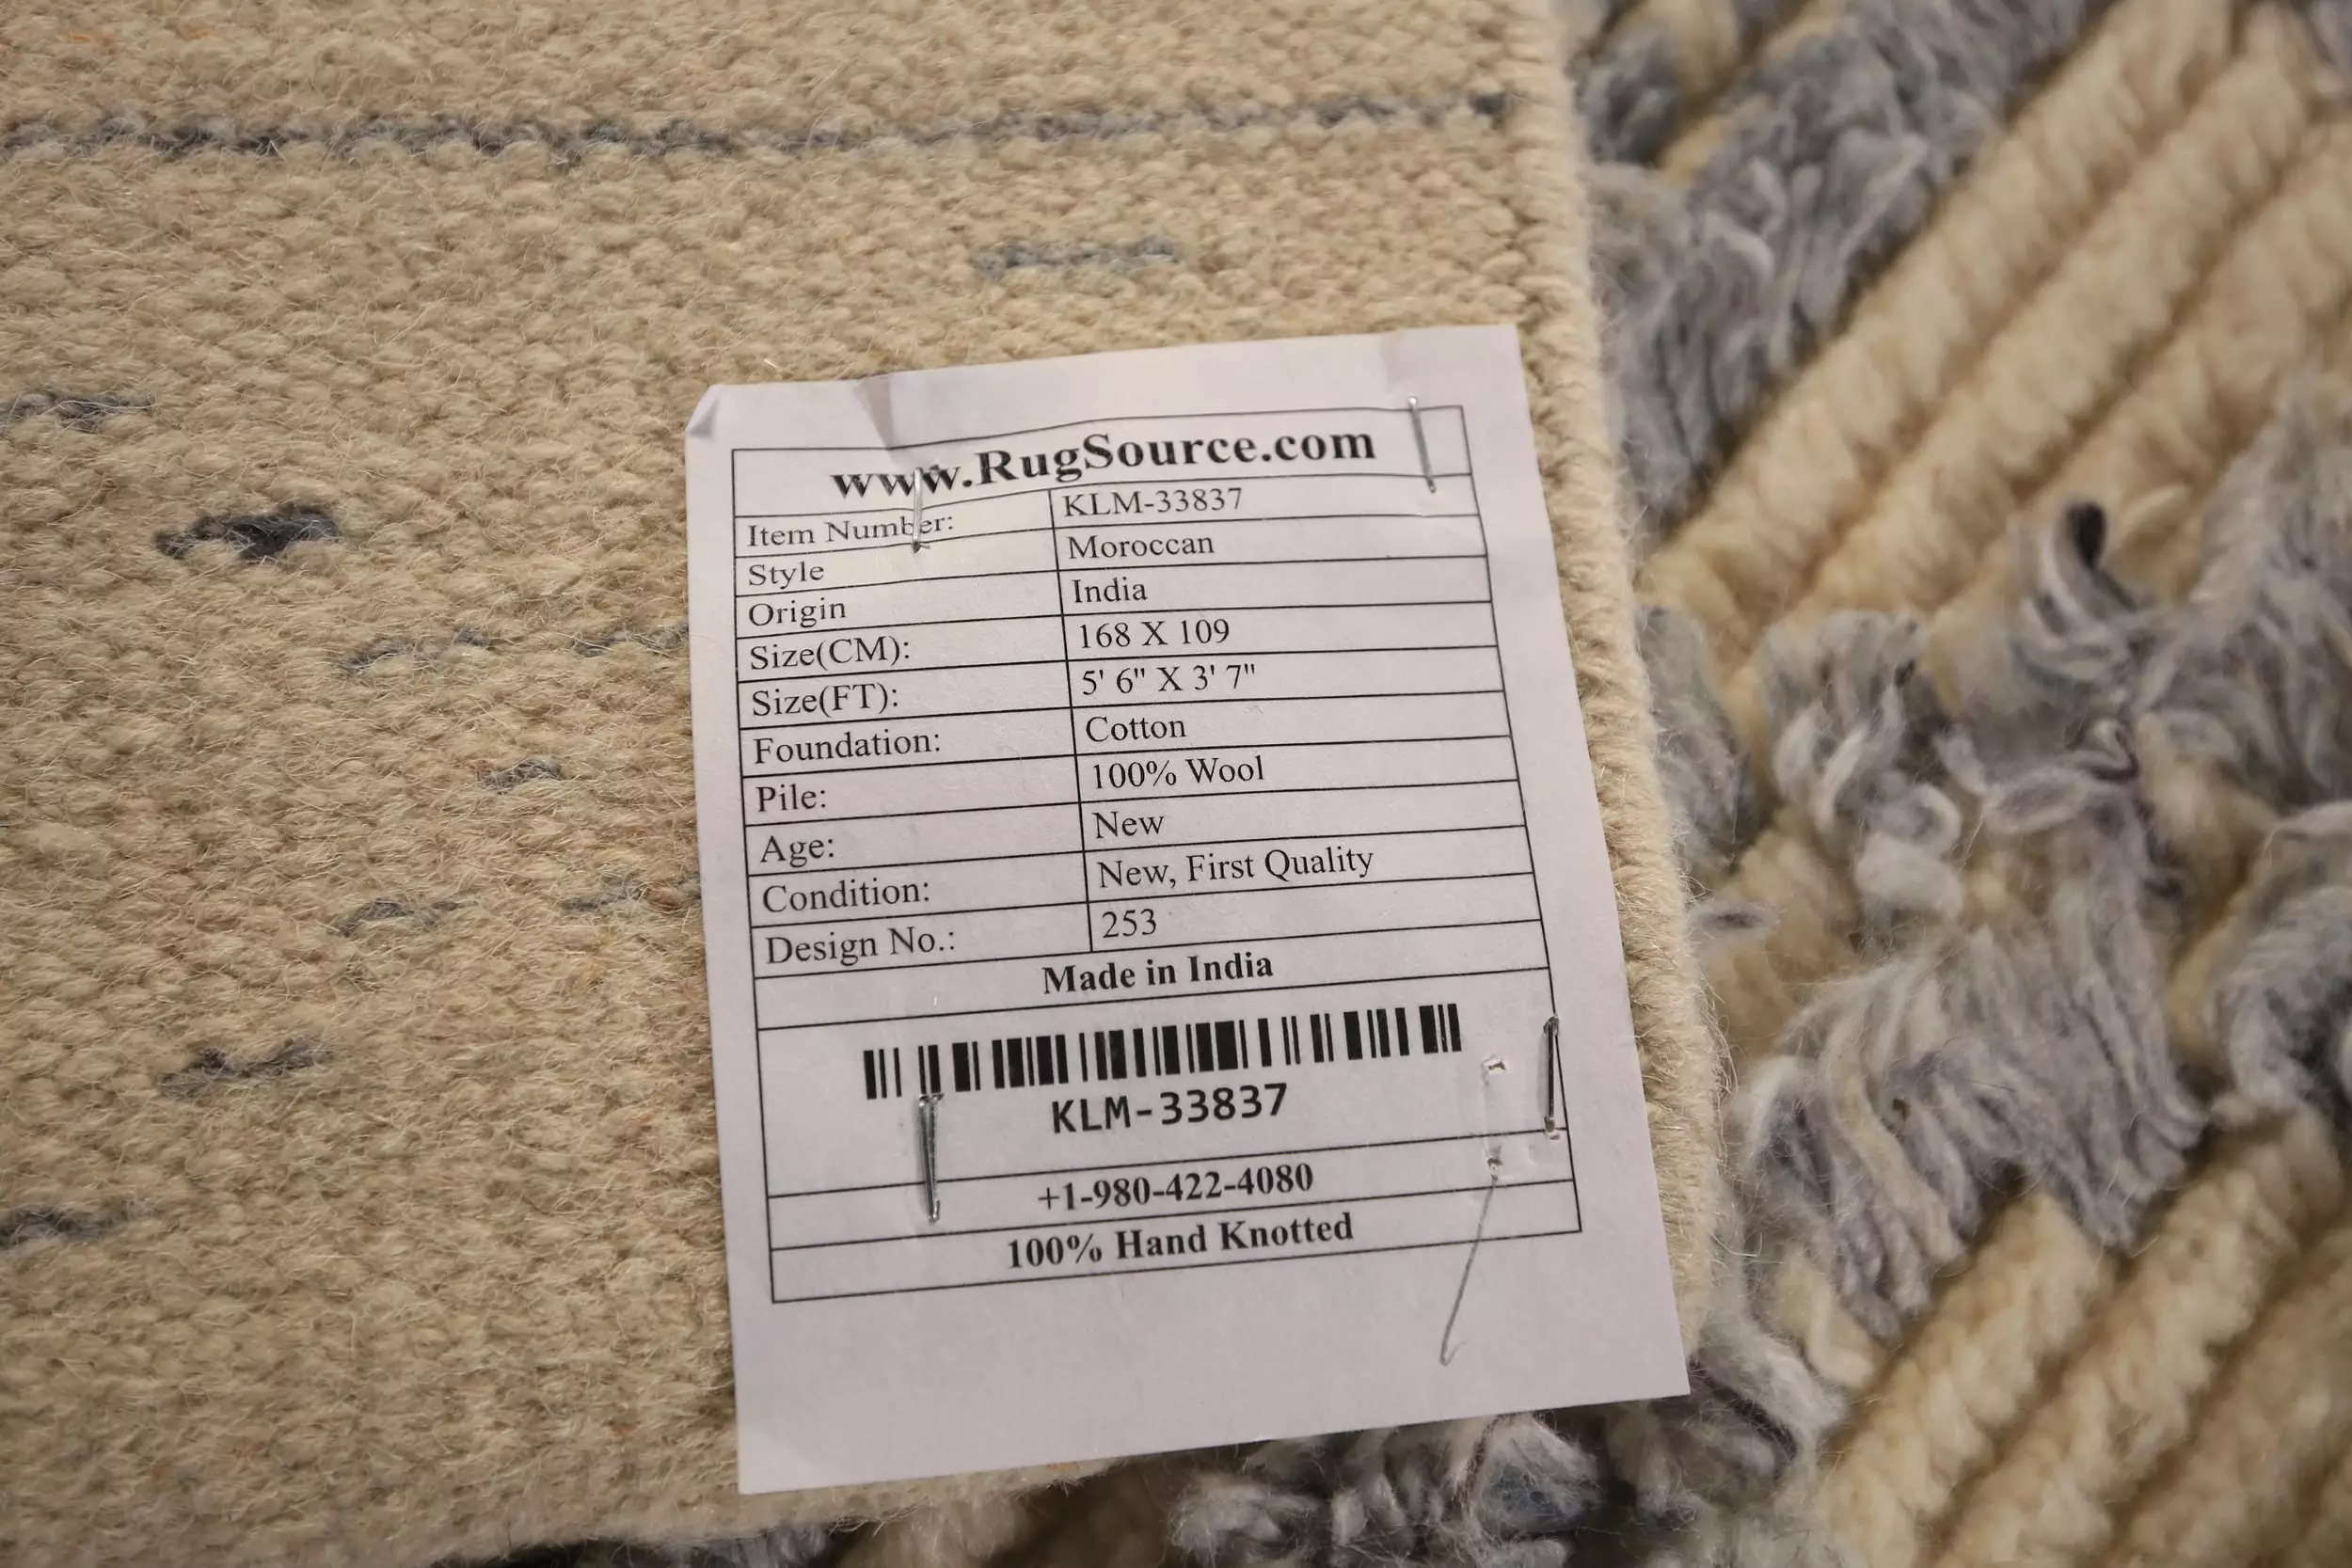 www.RugSource.com
Item Number: KLM-33837
Style Moroccan
Origin India
Size(CM): 168 X 109
Size(FT): 5' 6" X 3' 7"
Foundation: Cotton
Pile: 100% Wool
Age: New
Condition: New, First Quality
Design No.: 253
Made in India
KLM-33837
+1-980-422-4080
100% Hand Knotted